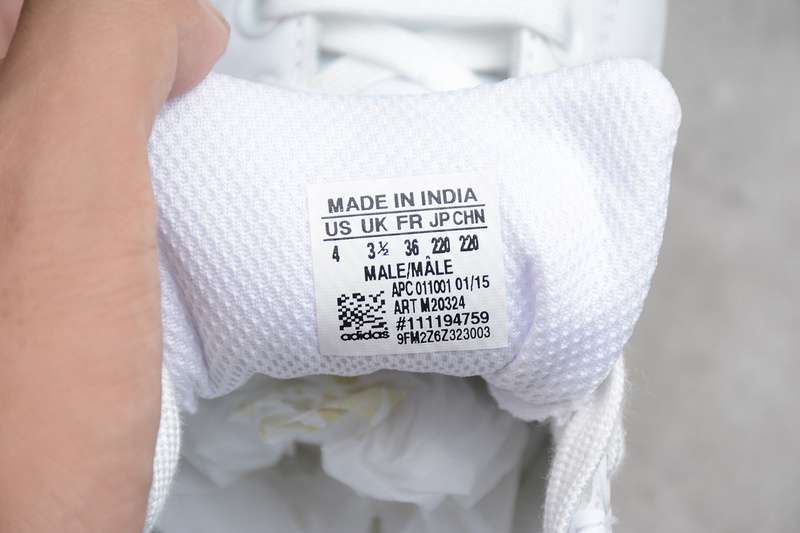 MADE IN INDIA
US UK FR JP CHN
4 3½ 36 220 220
MALE/MÂLE
APC 011001 01/15
ART M20324
#111194759
adidas 9FM2Z6Z323003